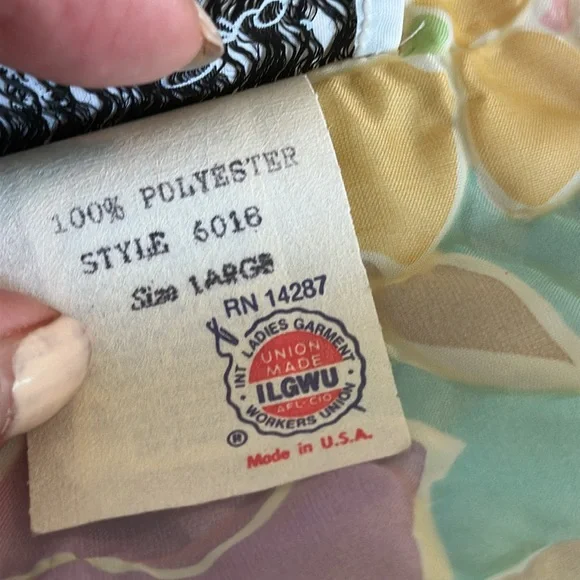 100% POLYESTER
STYLE 6016
Size LARGE
RN 14287
INT LADIES GARMENT WORKERS UNION
UNION
MADE
ILGWU
AFL-CIO
®
Made in U.S.A.